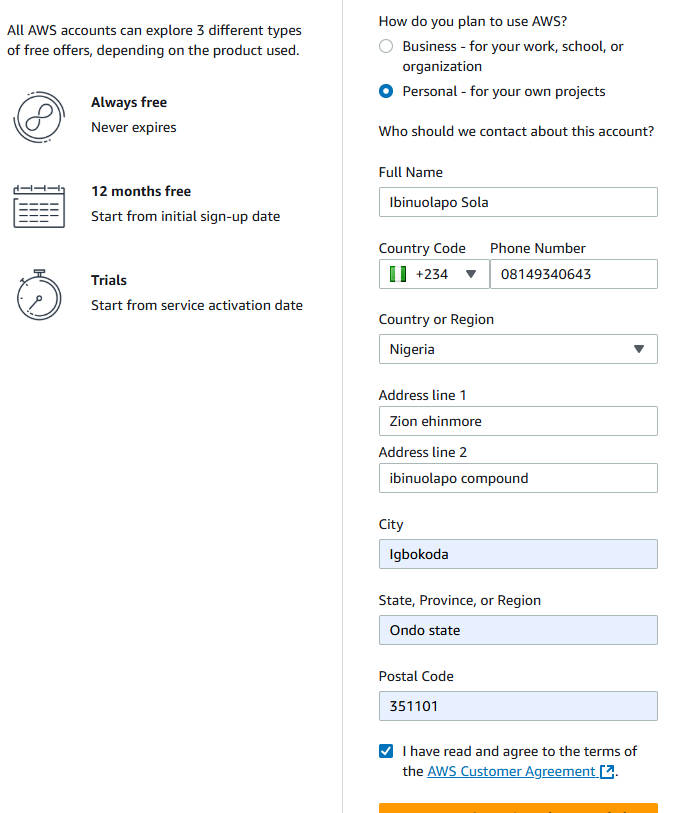 All AWS accounts can explore 3 different types
of free offers, depending on the product used.
Always free
Never expires
12 months free
Start from initial sign-up date
Trials
Start from service activation date
How do you plan to use AWS?
Business - for your work, school, or
organization
Personal - for your own projects
Who should we contact about this account?
Full Name
Ibinuolapo Sola
Country Code Phone Number
+234 08149340643
Country or Region
Nigeria
Address line 1
Zion ehinmore
Address line 2
ibinuolapo compound
City
Igbokoda
State, Province, or Region
Ondo state
Postal Code
351101
I have read and agree to the terms of
the AWS Customer Agreement.